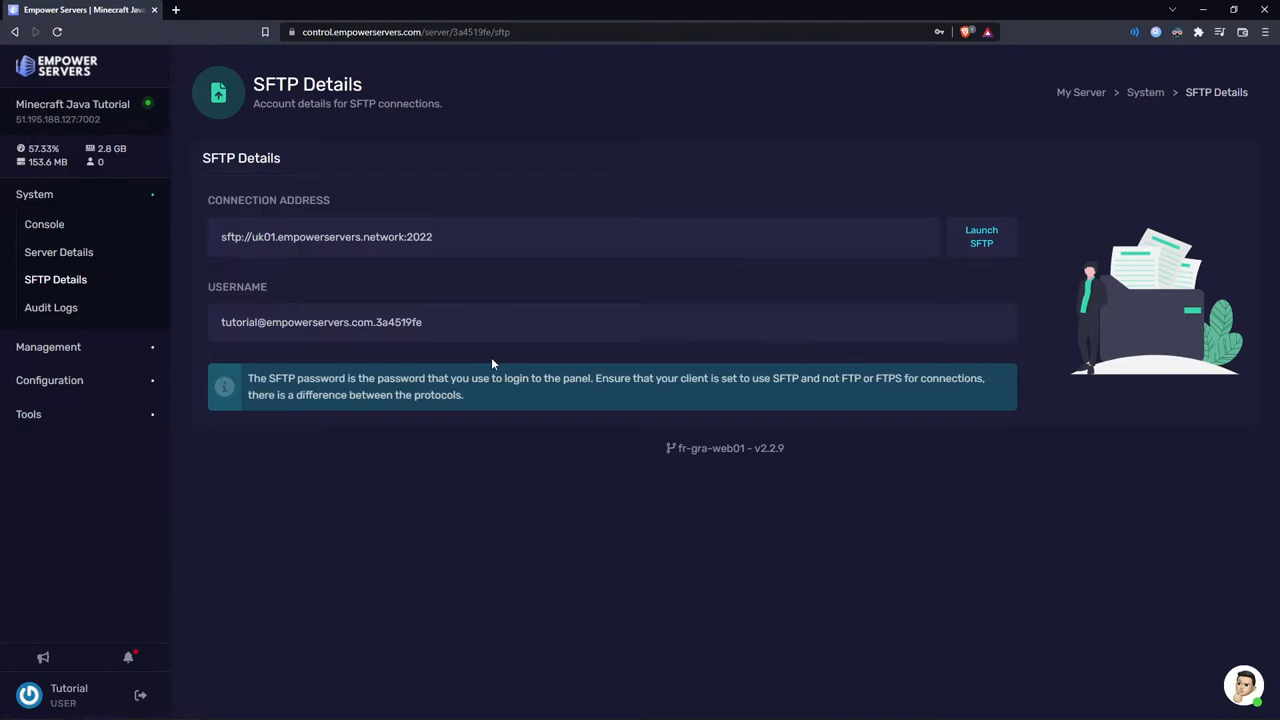 Empower Servers | Minecraft Jav
control.empowerservers.com/server/3a4519fe/sftp
EMPOWER
SERVERS
Minecraft Java Tutorial
51.195.188.127:7002
57.33%
2.8 GB
153.6 MB
0
System
Console
Server Details
SFTP Details
Audit Logs
Management
Configuration
Tools
Tutorial
USER
SFTP Details
Account details for SFTP connections.
My Server > System > SFTP Details
SFTP Details
CONNECTION ADDRESS
sftp://uk01.empowerservers.network:2022
Launch
SFTP
USERNAME
tutorial@empowerservers.com.3a4519fe
The SFTP password is the password that you use to login to the panel. Ensure that your client is set to use SFTP and not FTP or FTPS for connections,
there is a difference between the protocols.
fr-gra-web01 - v2.2.9